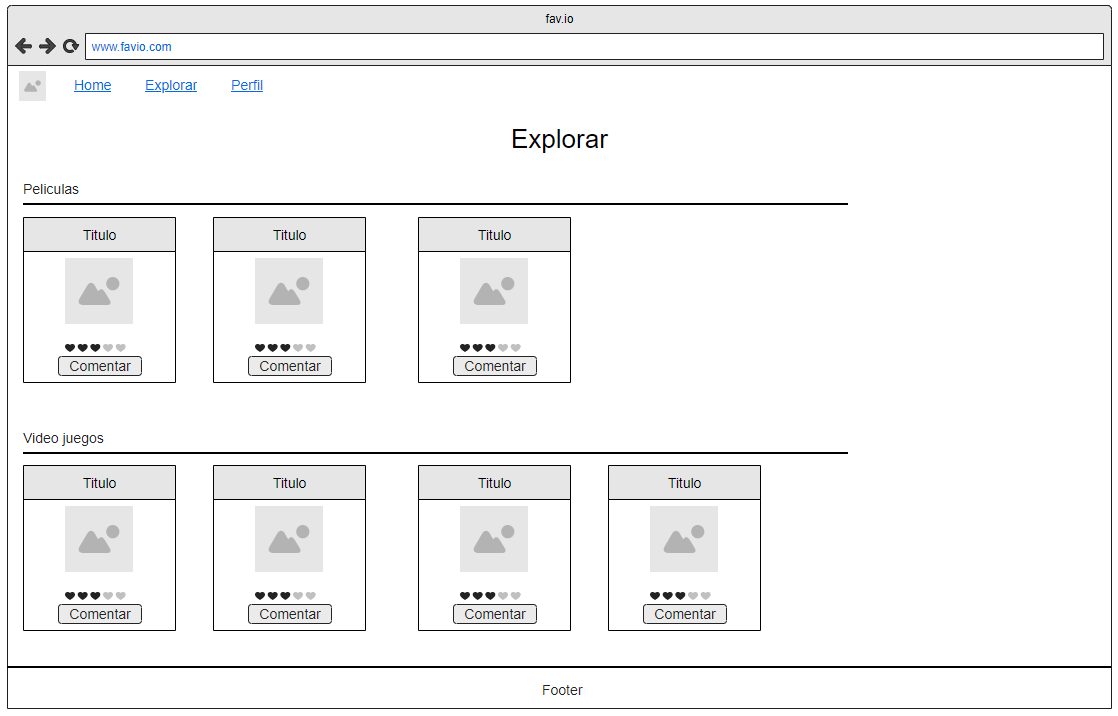 fav.io
www.favio.com
Home Explorar Perfil
Explorar
Peliculas
Titulo Titulo Titulo
Comentar Comentar Comentar
Video juegos
Titulo Titulo Titulo Titulo
Comentar Comentar Comentar Comentar
Footer